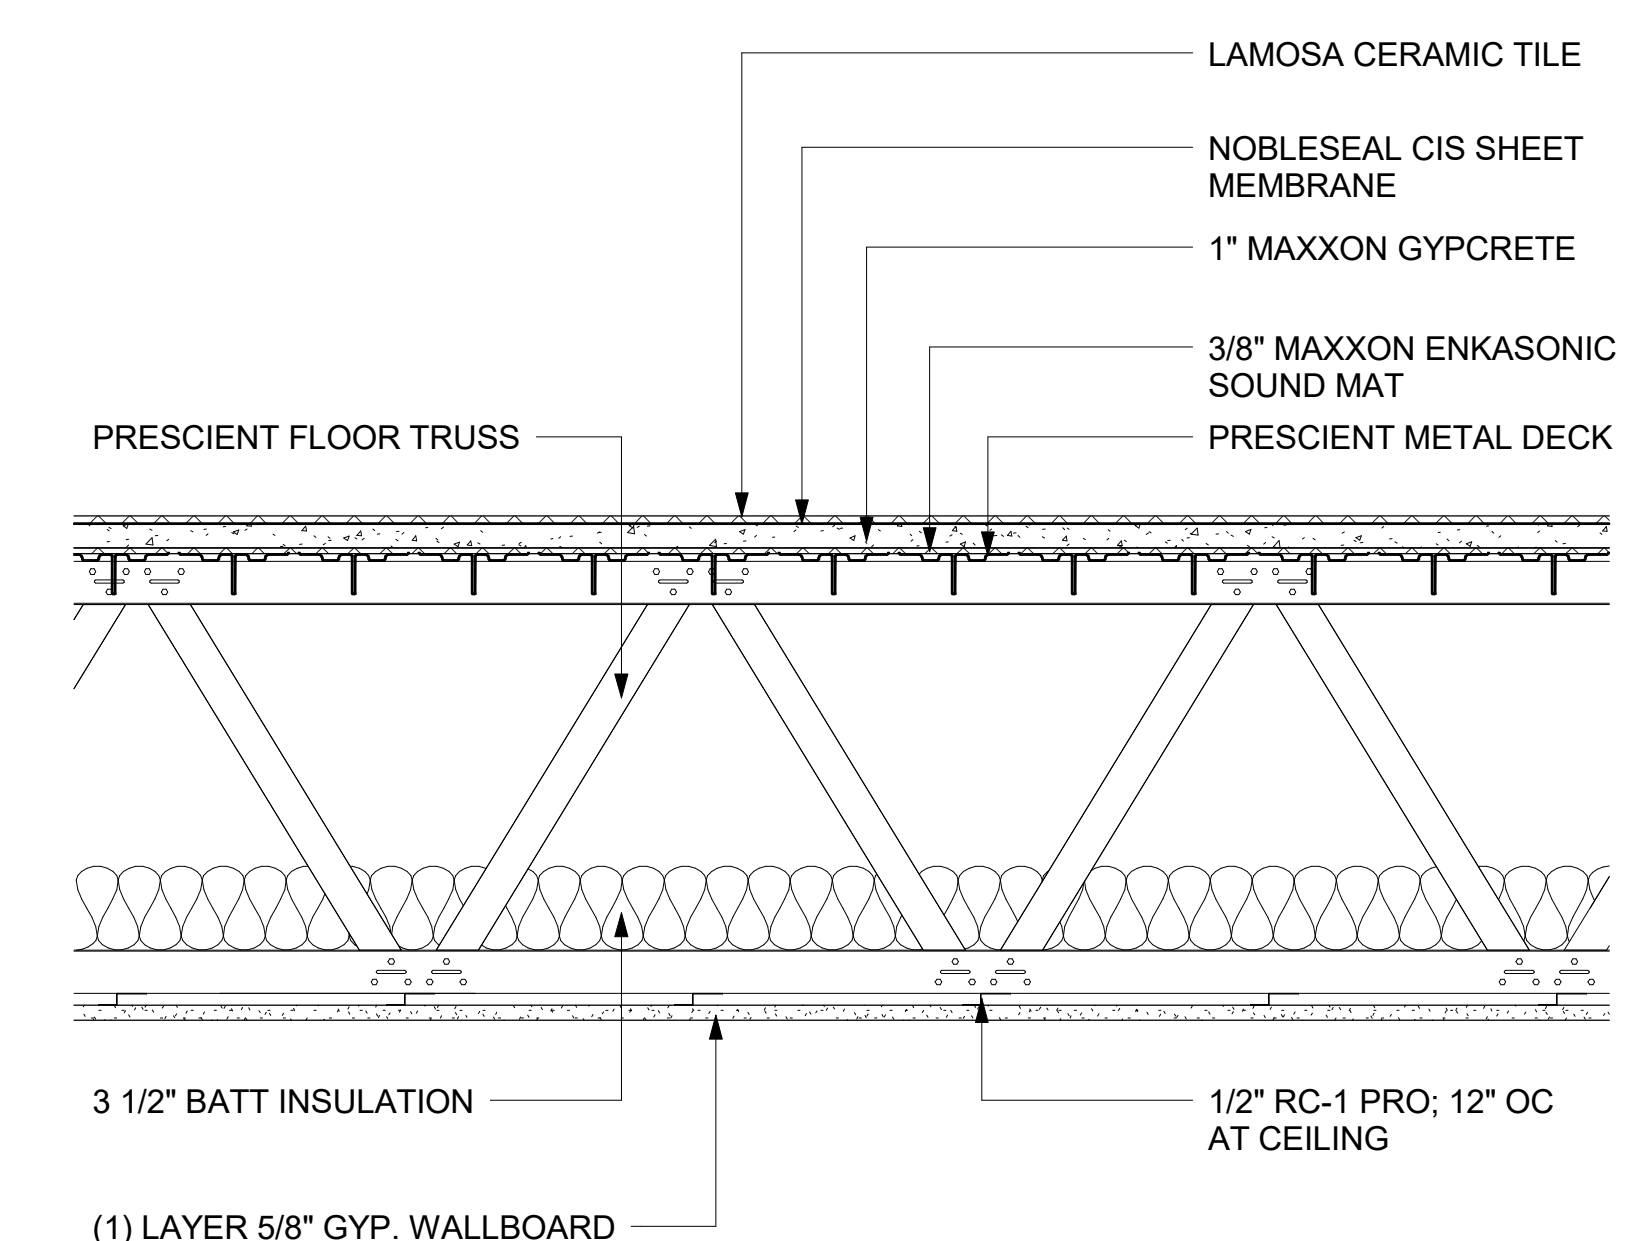 LAMOSA CERAMIC TILE
NOBLESEAL CIS SHEET
MEMBRANE
1" MAXXON GYPCRETE
3/8" MAXXON ENKASONIC
SOUND MAT
PRESCIENT FLOOR TRUSS
PRESCIENT METAL DECK
3 1/2" BATT INSULATION
1/2" RC-1 PRO; 12" OC
AT CEILING
(1) LAYER 5/8" GYP. WALLBOARD